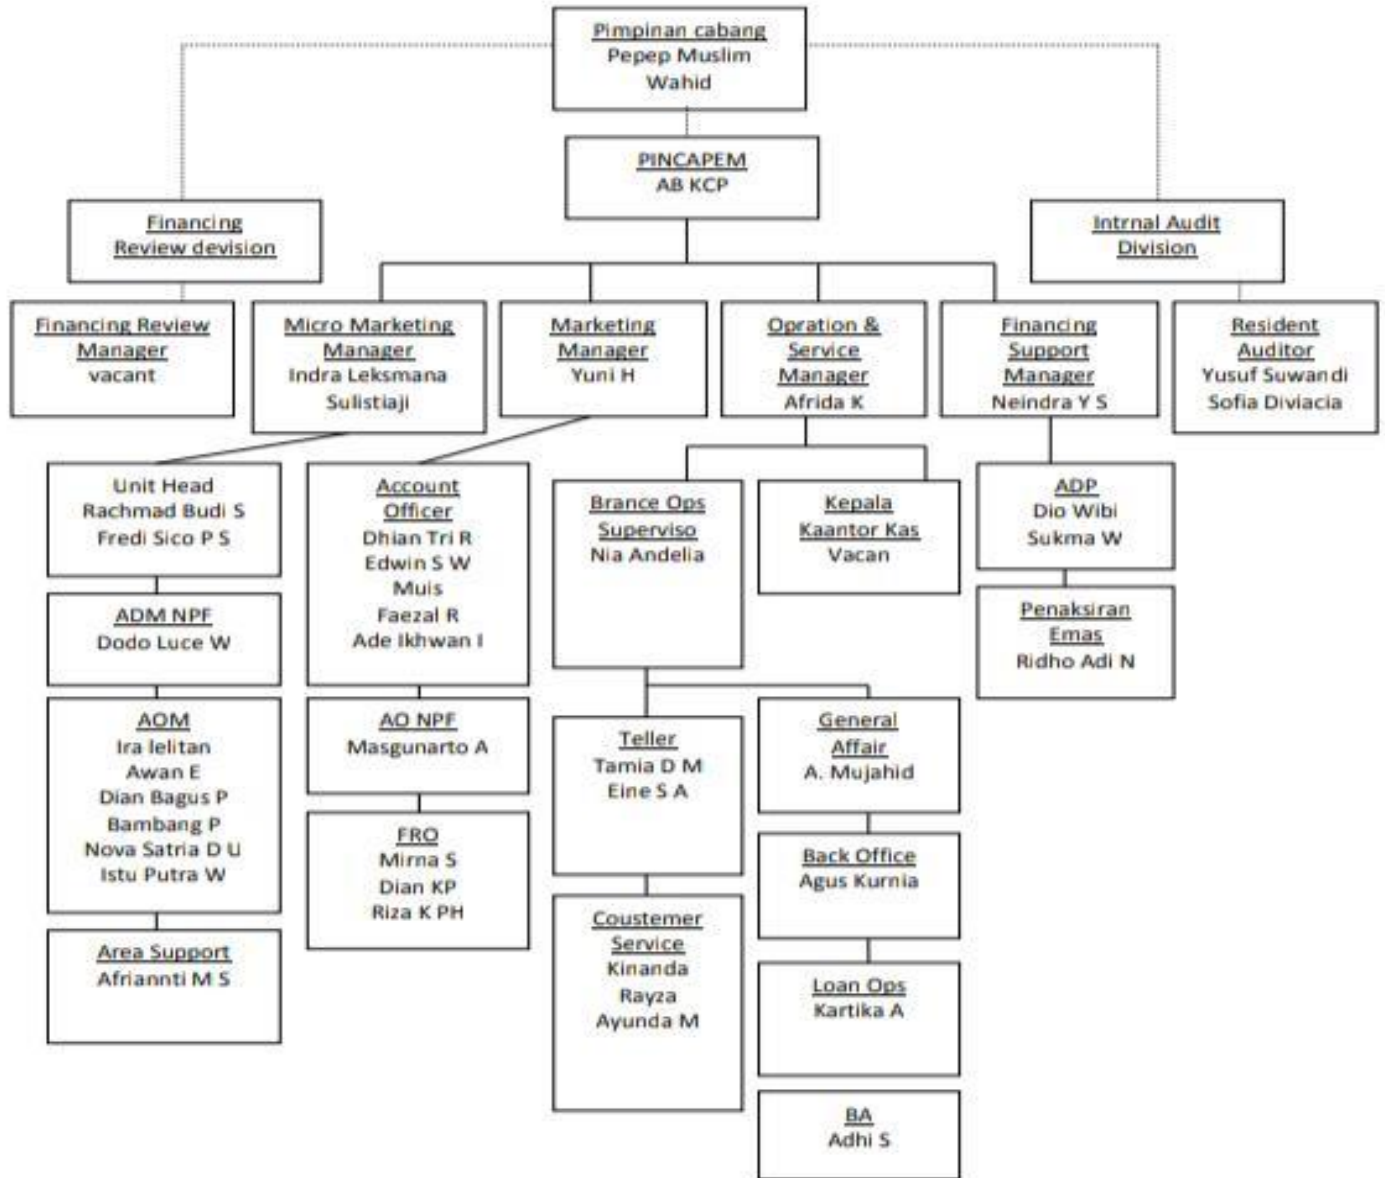 Pimpinan cabang
Pepep Muslim
Wahid
PINCAPEM
AB KCP
Financing
Review devision
Intrnal Audit
Division
Financing Review
Manager
vacant
Micro Marketing
Manager
Indra Leksmana
Sulistiaji
Marketing
Manager
Yuni H
Opration &
Service
Manager
Afrida K
Financing
Support
Manager
Neindra Y S
Resident
Auditor
Yusuf Suwandi
Sofia Diviacia
Unit Head
Rachmad Budi S
Fredi Sico P S
ADM NPF
Dodo Luce W
AOM
Ira lelitan
Awan E
Dian Bagus P
Bambang P
Nova Satria D U
Istu Putra W
Area Support
Afriannti M S
Account
Officer
Dhian Tri R
Edwin S W
Muis
Faezal R
Ade Ikhwan I
AO NPF
Masgunarto A
FRO
Mirna S
Dian KP
Riza K PH
Brance Ops
Superviso
Nia Andelia
Kepala
Kaantor Kas
Vacan
Teller
Tamia D M
Eine S A
Coustemer
Service
Kinanda
Rayza
Ayunda M
General
Affair
A. Mujahid
Back Office
Agus Kurnia
Loan Ops
Kartika A
BA
Adhi S
ADP
Dio Wibi
Sukma W
Penaksiran
Emas
Ridho Adi N